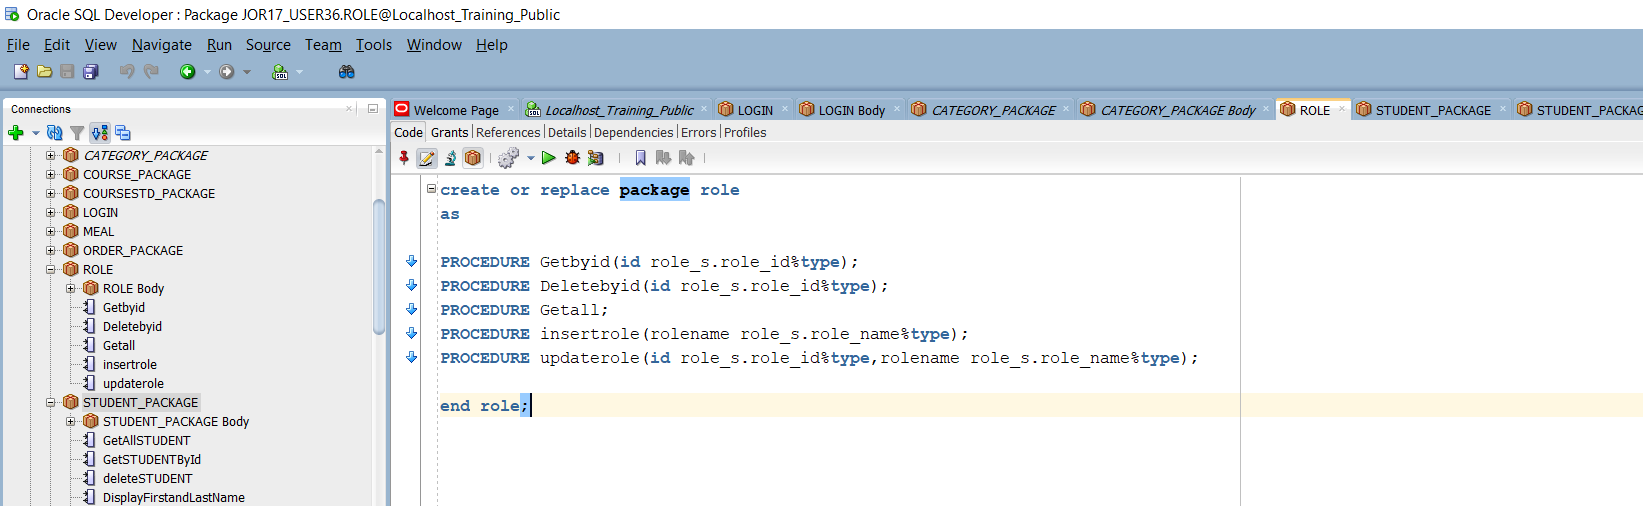 Oracle SQL Developer : Package JOR17_USER36.ROLE@Localhost_Training_Public
File Edit View Navigate Run Source Team Tools Window Help
SQL
Connections
Welcome Page
SQL Localhost_Training_Public
LOGIN
LOGIN Body
CATEGORY_PACKAGE
CATEGORY_PACKAGE Body
ROLE
STUDENT_PACKAGE
STUDENT_PACKAG
Code Grants References Details Dependencies Errors Profiles
CATEGORY_PACKAGE
COURSE_PACKAGE
COURSESTD_PACKAGE
LOGIN
MEAL
ORDER_PACKAGE
ROLE
ROLE Body
Getbyid
Deletebyid
Getall
insertrole
updaterole
STUDENT_PACKAGE
STUDENT_PACKAGE Body
GetAllSTUDENT
GetSTUDENTById
deleteSTUDENT
DisplayFirstandLastName
create or replace package role
as
PROCEDURE Getbyid(id role_s.role_id%type);
PROCEDURE Deletebyid(id role_s.role_id%type);
PROCEDURE Getall;
PROCEDURE insertrole(rolename role_s.role_name%type);
PROCEDURE updaterole(id role_s.role_id%type,rolename role_s.role_name%type);
end role;